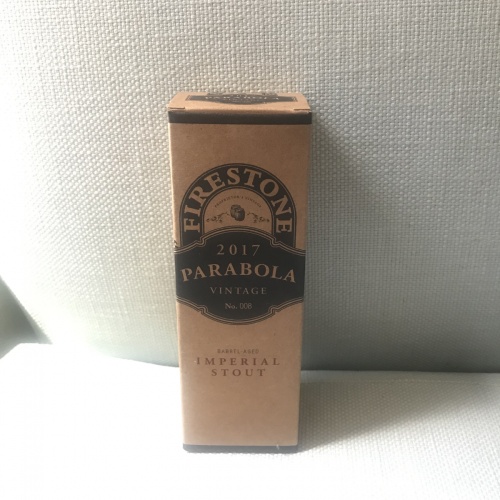 FIRESTONE
2017
PARABOLA
VINTAGE
No. 008
BARREL-AGED
IMPERIAL
STOUT